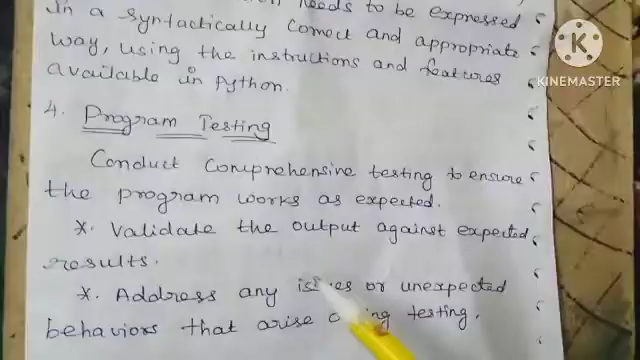 needs to be expressed
in a syntactically correct and appropriate
way, using the instructions and features
available in Python.
4. Program Testing
Conduct Comprehensive testing to ensure
the program works as expected.
*. Validate the output against expected
results.
*. Address any issues or unexpected
behaviors that arise testing.
KINEMASTER